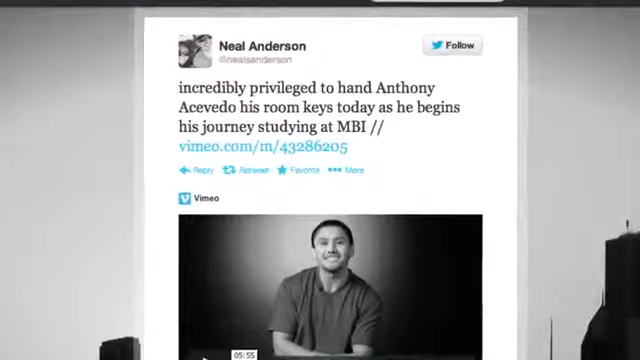 Neal Anderson
@nealsanderson
Follow
incredibly privileged to hand Anthony
Acevedo his room keys today as he begins
his journey studying at MBI //
vimeo.com/m/43286205
Reply Retweet Favorite More
Vimeo
05:55